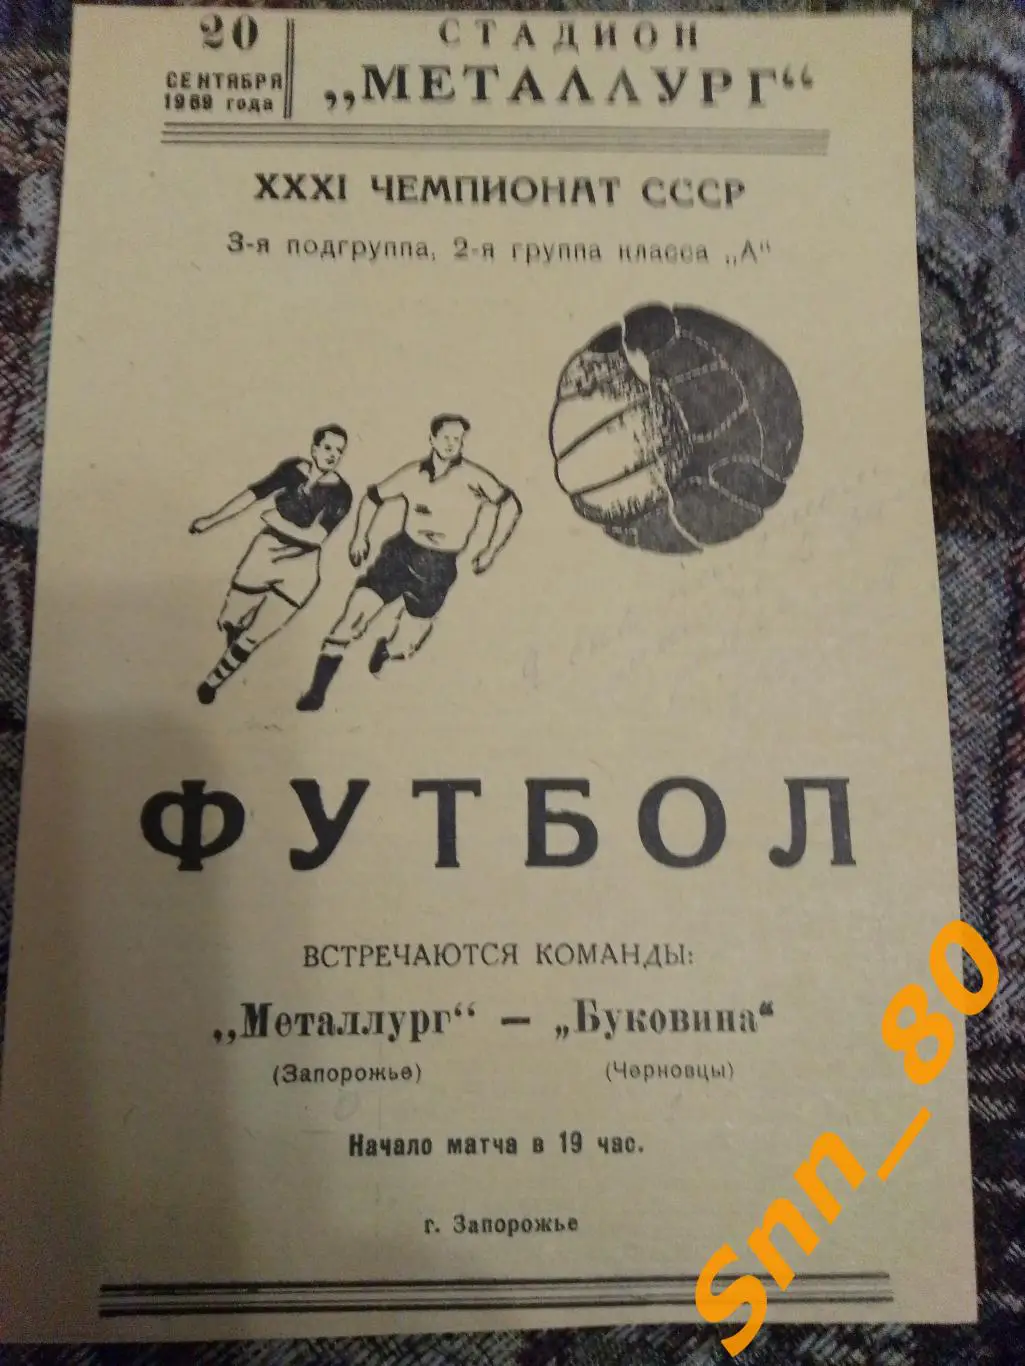 20
СЕНТЯБРЯ
1969 года
СТАДИОН
„МЕТАЛЛУРГ“
XXXI ЧЕМПИОНАТ СССР
3-я подгруппа, 2-я группа класса „А“
ФУТБОЛ
ВСТРЕЧАЮТСЯ КОМАНДЫ:
„Металлург“ — „Буковина“
(Запорожье) (Черновцы)
Начало матча в 19 час.
г. Запорожье
Snn_80